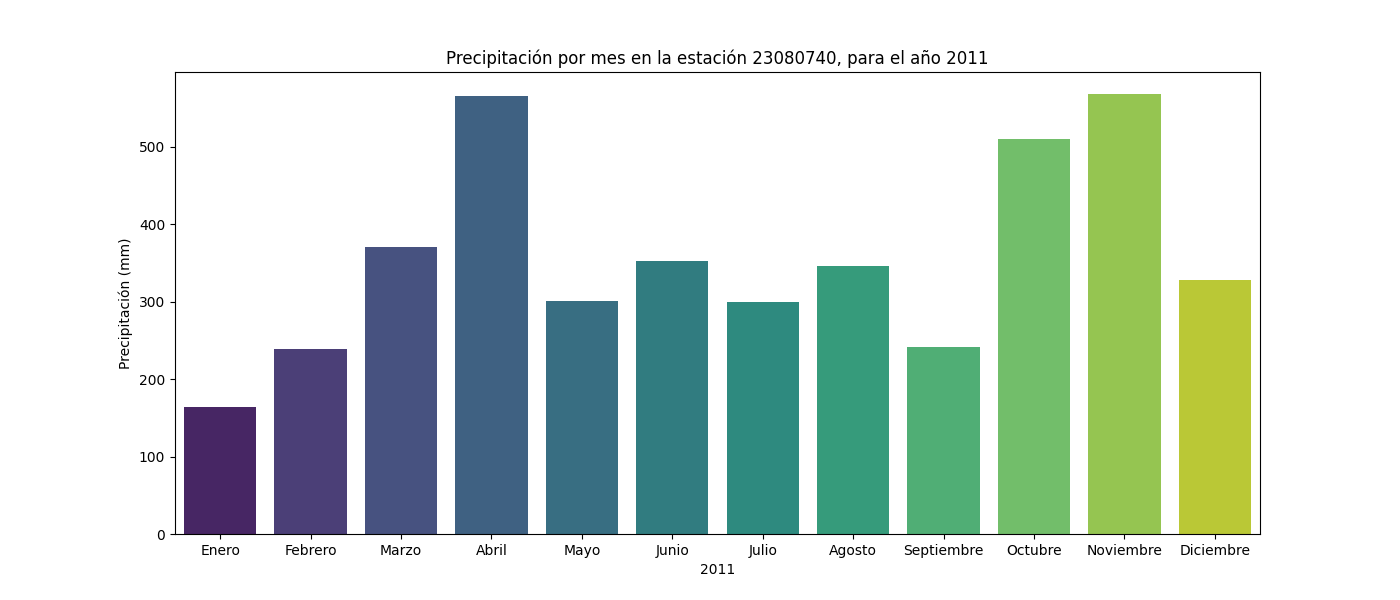 Precipitación por mes en la estación 23080740, para el año 2011
Precipitación (mm)
500
400
300
200
100
0
Enero Febrero Marzo Abril Mayo Junio Julio Agosto Septiembre Octubre Noviembre Diciembre
2011